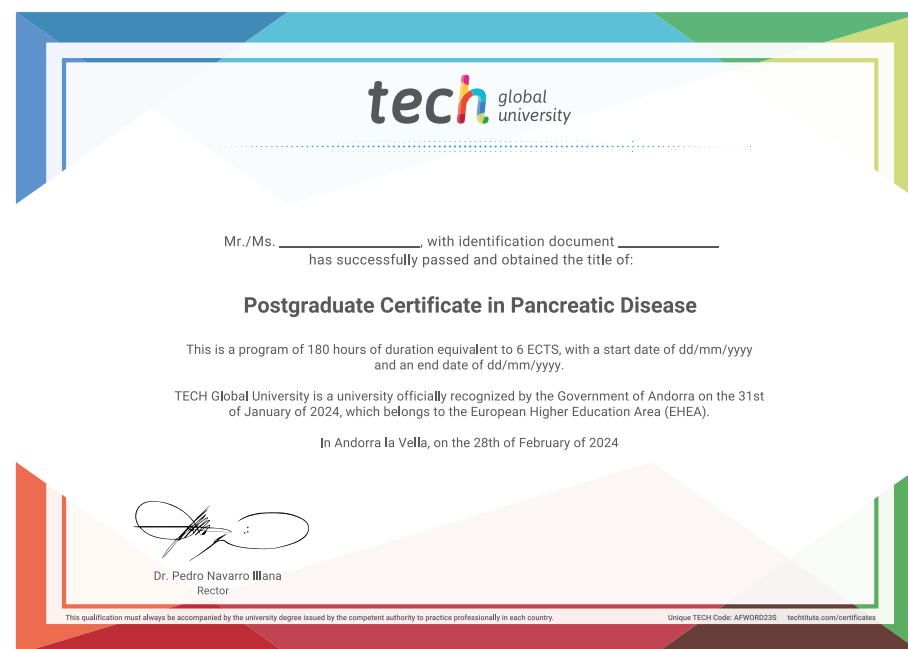 tech global university
Mr./Ms. ____________, with identification document ____________
has successfully passed and obtained the title of:
Postgraduate Certificate in Pancreatic Disease
This is a program of 180 hours of duration equivalent to 6 ECTS, with a start date of dd/mm/yyyy
and an end date of dd/mm/yyyy.
TECH Global University is a university officially recognized by the Government of Andorra on the 31st
of January of 2024, which belongs to the European Higher Education Area (EHEA).
In Andorra la Vella, on the 28th of February of 2024
Dr. Pedro Navarro Illana
Rector
This qualification must always be accompanied by the university degree issued by the competent authority to practice professionally in each country.
Unique TECH Code: AFWORD23S techtitute.com/certificates